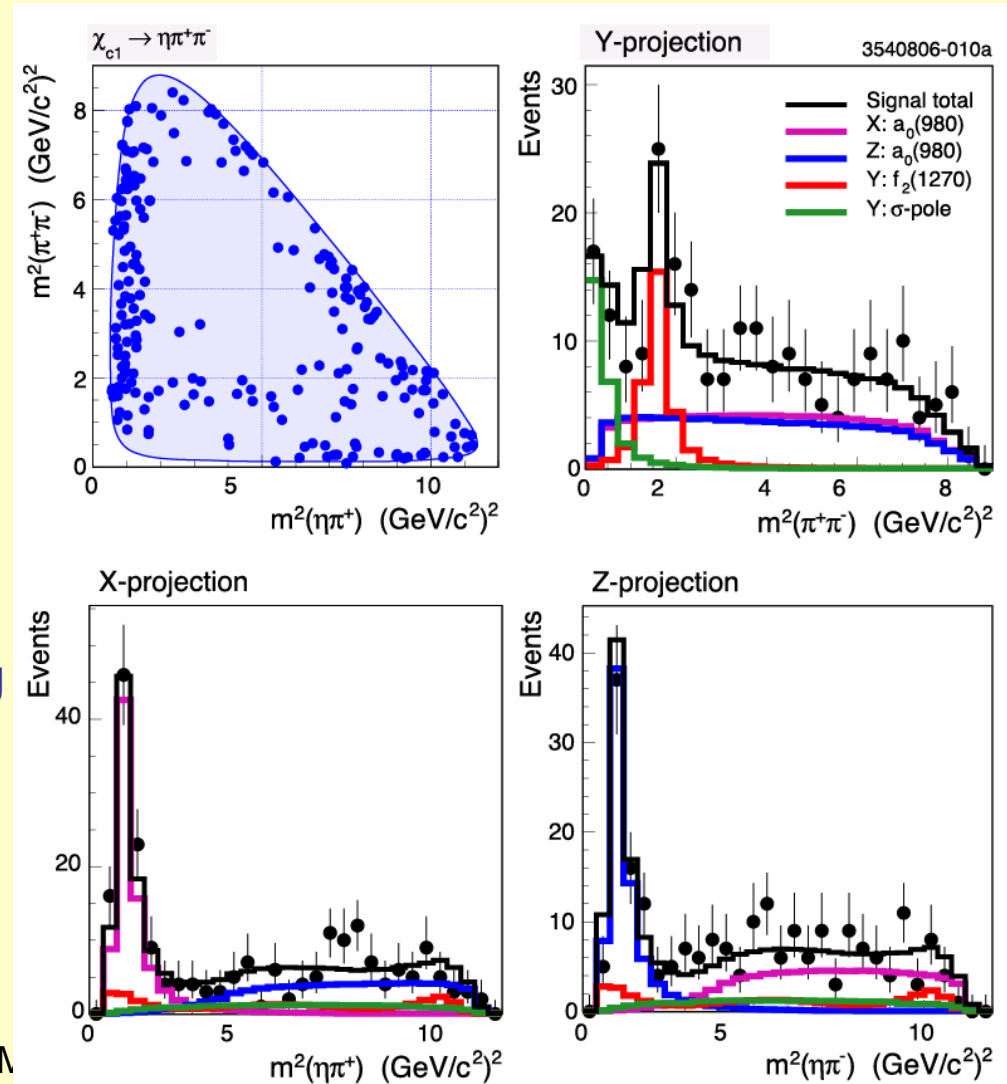 χc1 → ηπ+π-
m²(π+π-) (GeV/c²)²
8
6
4
2
0
0 5 10
m²(ηπ+) (GeV/c²)²
Y-projection
3540806-010a
Events
30
20
10
0
Signal total
X: a0(980)
Z: a0(980)
Y: f2(1270)
Y: σ-pole
0 2 4 6 8
m²(π+π-) (GeV/c²)²
X-projection
Events
40
20
0
0 5 10
m²(ηπ+) (GeV/c²)²
Z-projection
Events
40
30
20
10
0
0 5 10
m²(ηπ-) (GeV/c²)²